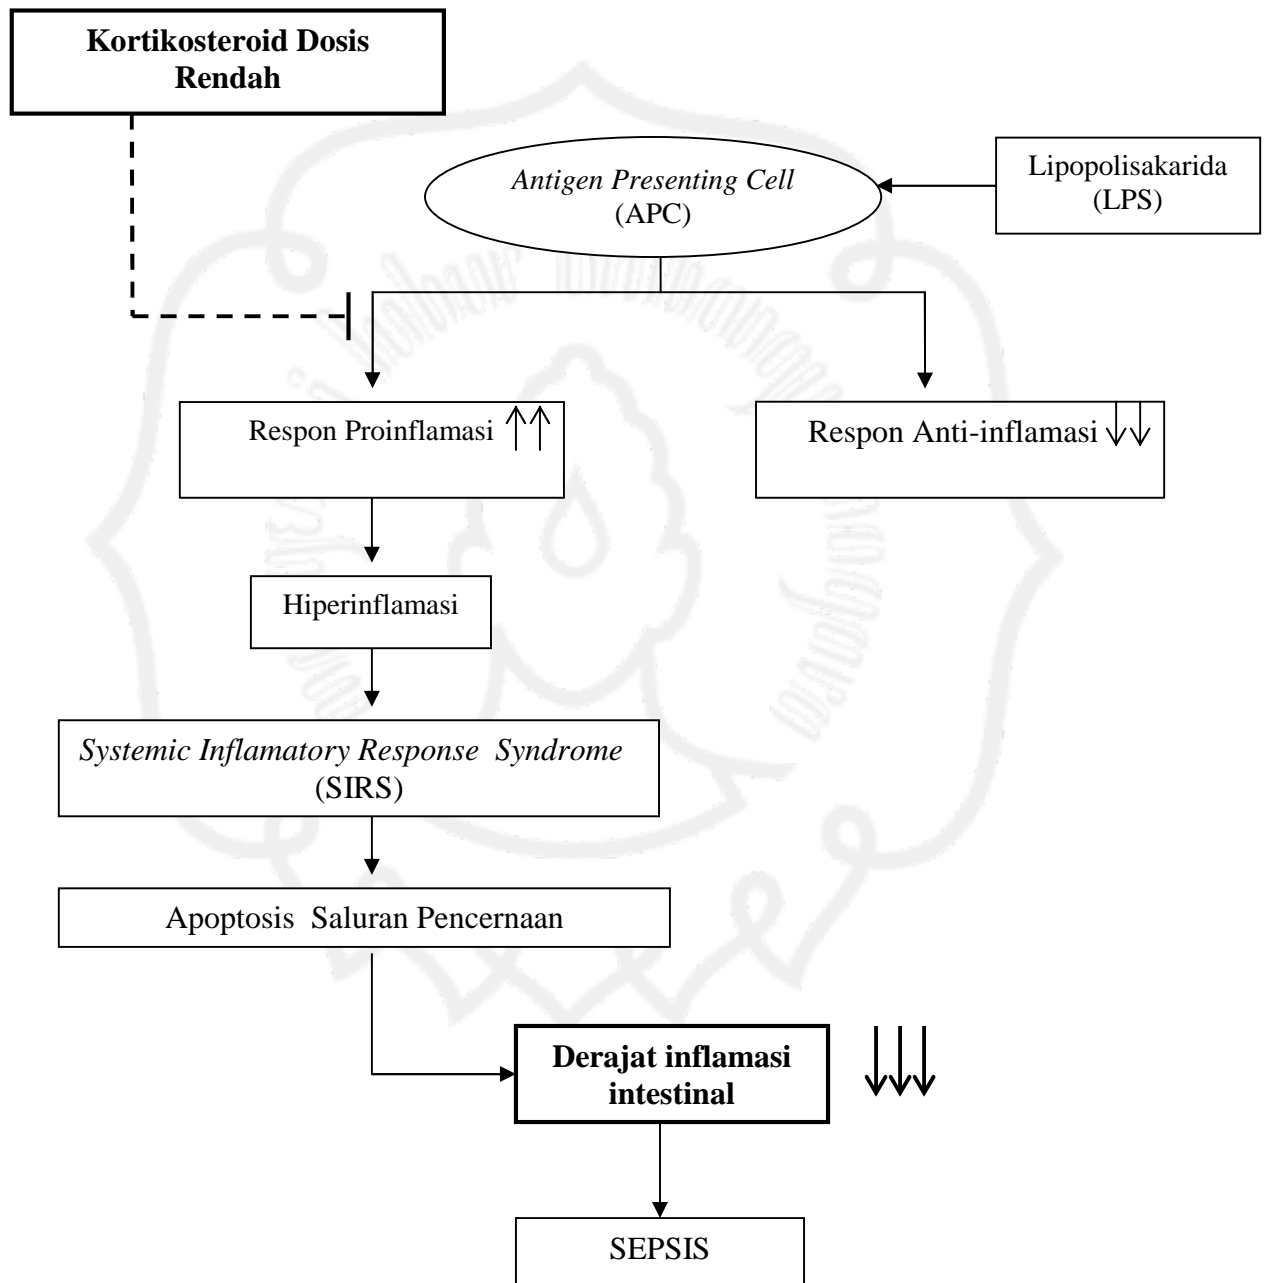 Kortikosteroid Dosis
Rendah
Antigen Presenting Cell
(APC)
Lipopolisakarida
(LPS)
Respon Proinflamasi
Respon Anti-inflamasi
Hiperinflamasi
Systemic Inflamatory Response Syndrome
(SIRS)
Apoptosis Saluran Pencernaan
Derajat inflamasi
intestinal
SEPSIS